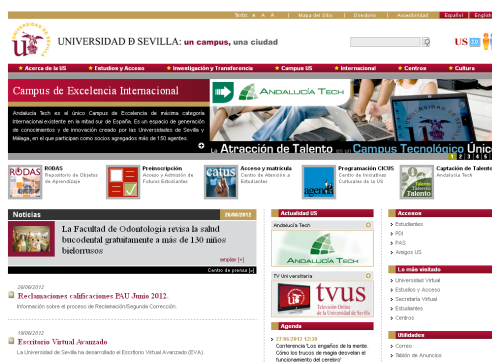 Texto: A A A | Mapa del Sitio | Directorio | Accesibilidad Español English
UNIVERSIDAD Ð SEVILLA: un campus, una ciudad
US
Acerca de la US Estudios y Acceso Investigación y Transferencia Campus US Internacional Centros Cultura
Campus de Excelencia Internacional
Andalucía Tech es el único Campus de Excelencia de máxima categoría
Internacional existente en la mitad sur de España. Es un espacio de generación
de conocimientos y de innovación creado por las Universidades de Sevilla y
Málaga, en el que participan como socios agregados más de 150 agentes.
ANDALUCÍA TECH
La Atracción de Talento en un Campus Tecnológico Único
1 2 3 4 5
RODAS
RODAS
Repositorio de Objetos
de Aprendizaje
Preinscripción
Acceso y Admisión de
Futuros Estudiantes
catus
Acceso y matrícula
Centro de Atención a
Estudiantes
agenda
Programación CICUS
Centro de Iniciativas
Culturales de la US
Talento
Talento
Talento
Captación de Talento
Andalucía Tech
Noticias 26/06/2012
La Facultad de Odontología revisa la salud
bucodental gratuitamente a más de 130 niños
bielorrusos
ampliar [+]
Centro de prensa [+]
26/06/2012
Reclamaciones calificaciones PAU Junio 2012.
Información sobre el proceso de Reclamación/Segunda Corrección.
19/06/2012
Escritorio Virtual Avanzado
La Universidad de Sevilla ha desarrollado el Escritorio Virtual Avanzado (EVA).
Actualidad US
Andalucía Tech
ANDALUCÍA TECH
TV Universitaria
tvus
Televisión Online
de la Universidad de Sevilla
Agenda
27/06/2012 12:30
Conferencia 'Los engaños de la mente.
Cómo los trucos de magia desvelan el
funcionamiento del cerebro'.
Accesos
Estudiantes
PDI
PAS
Amigos US
Lo más visitado
Universidad Virtual
Estudios y Acceso
Secretaría Virtual
Estudiantes
Centros
Utilidades
Correo
Tablón de Anuncios